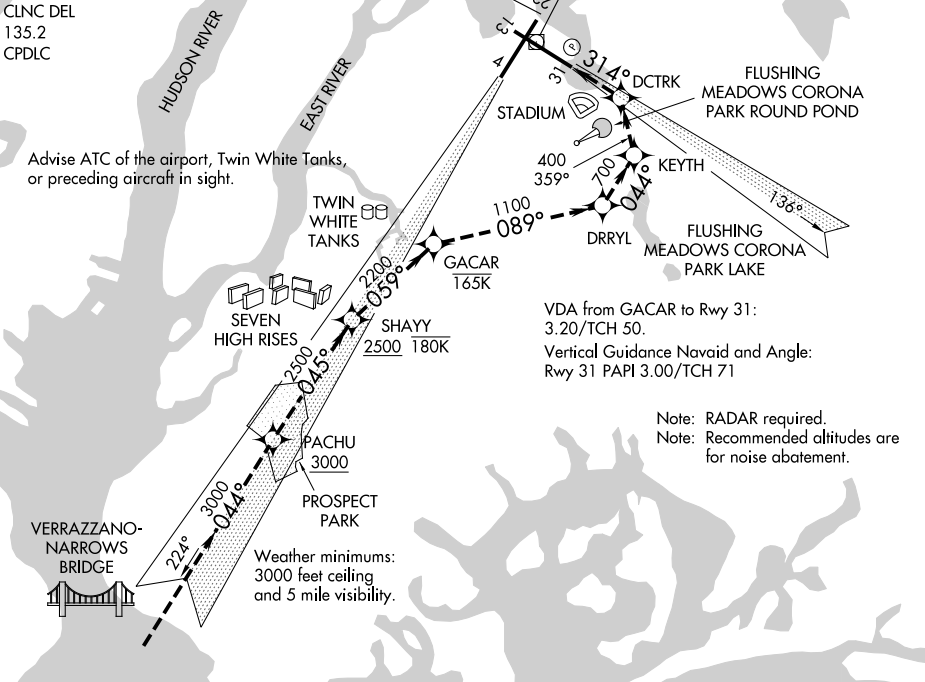 CLNC DEL
135.2
CPDLC
HUDSON RIVER
EAST RIVER
22
13
4
31
P
314°
DCTRK
STADIUM
FLUSHING
MEADOWS CORONA
PARK ROUND POND
Advise ATC of the airport, Twin White Tanks,
or preceding aircraft in sight.
400
359°
KEYTH
700
044°
TWIN
WHITE
TANKS
1100
089°
DRRYL
136°
FLUSHING
MEADOWS CORONA
PARK LAKE
GACAR
165K
2200
059°
SEVEN
HIGH RISES
SHAYY
2500 180K
VDA from GACAR to Rwy 31:
3.20/TCH 50.
Vertical Guidance Navaid and Angle:
Rwy 31 PAPI 3.00/TCH 71
2500
045°
Note: RADAR required.
Note: Recommended altitudes are
for noise abatement.
PACHU
3000
3000
044°
PROSPECT
PARK
VERRAZZANO-
NARROWS
BRIDGE
224°
Weather minimums:
3000 feet ceiling
and 5 mile visibility.